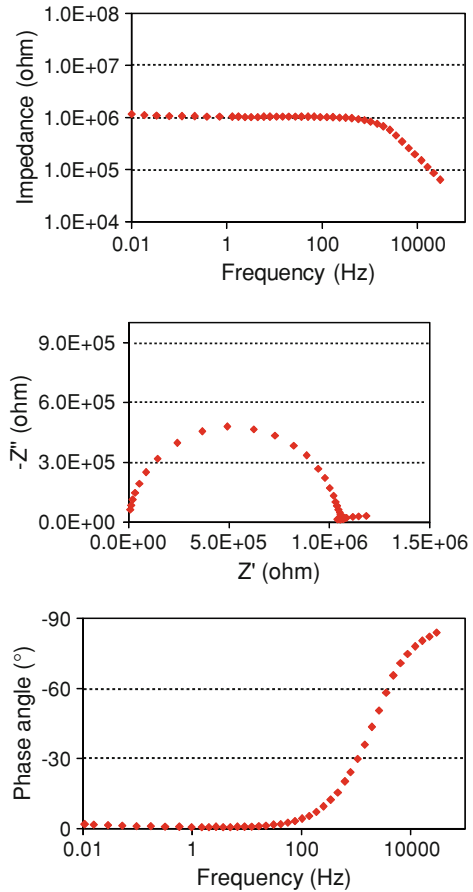 1.0E+08
1.0E+07
1.0E+06
1.0E+05
1.0E+04
Impedance (ohm)
0.01 1 100 10000
Frequency (Hz)
9.0E+05
6.0E+05
3.0E+05
0.0E+00
-Z" (ohm)
0.0E+00 5.0E+05 1.0E+06 1.5E+06
Z' (ohm)
-90
-60
-30
0
Phase angle (°)
0.01 1 100 10000
Frequency (Hz)